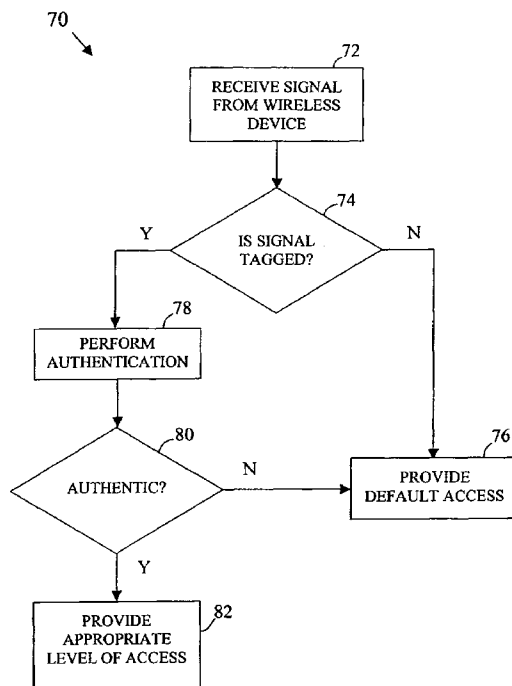 70
72
RECEIVE SIGNAL
FROM WIRELESS
DEVICE
74
IS SIGNAL
TAGGED?
Y
N
78
PERFORM
AUTHENTICATION
80
AUTHENTIC?
N
76
PROVIDE
DEFAULT ACCESS
Y
82
PROVIDE
APPROPRIATE
LEVEL OF ACCESS